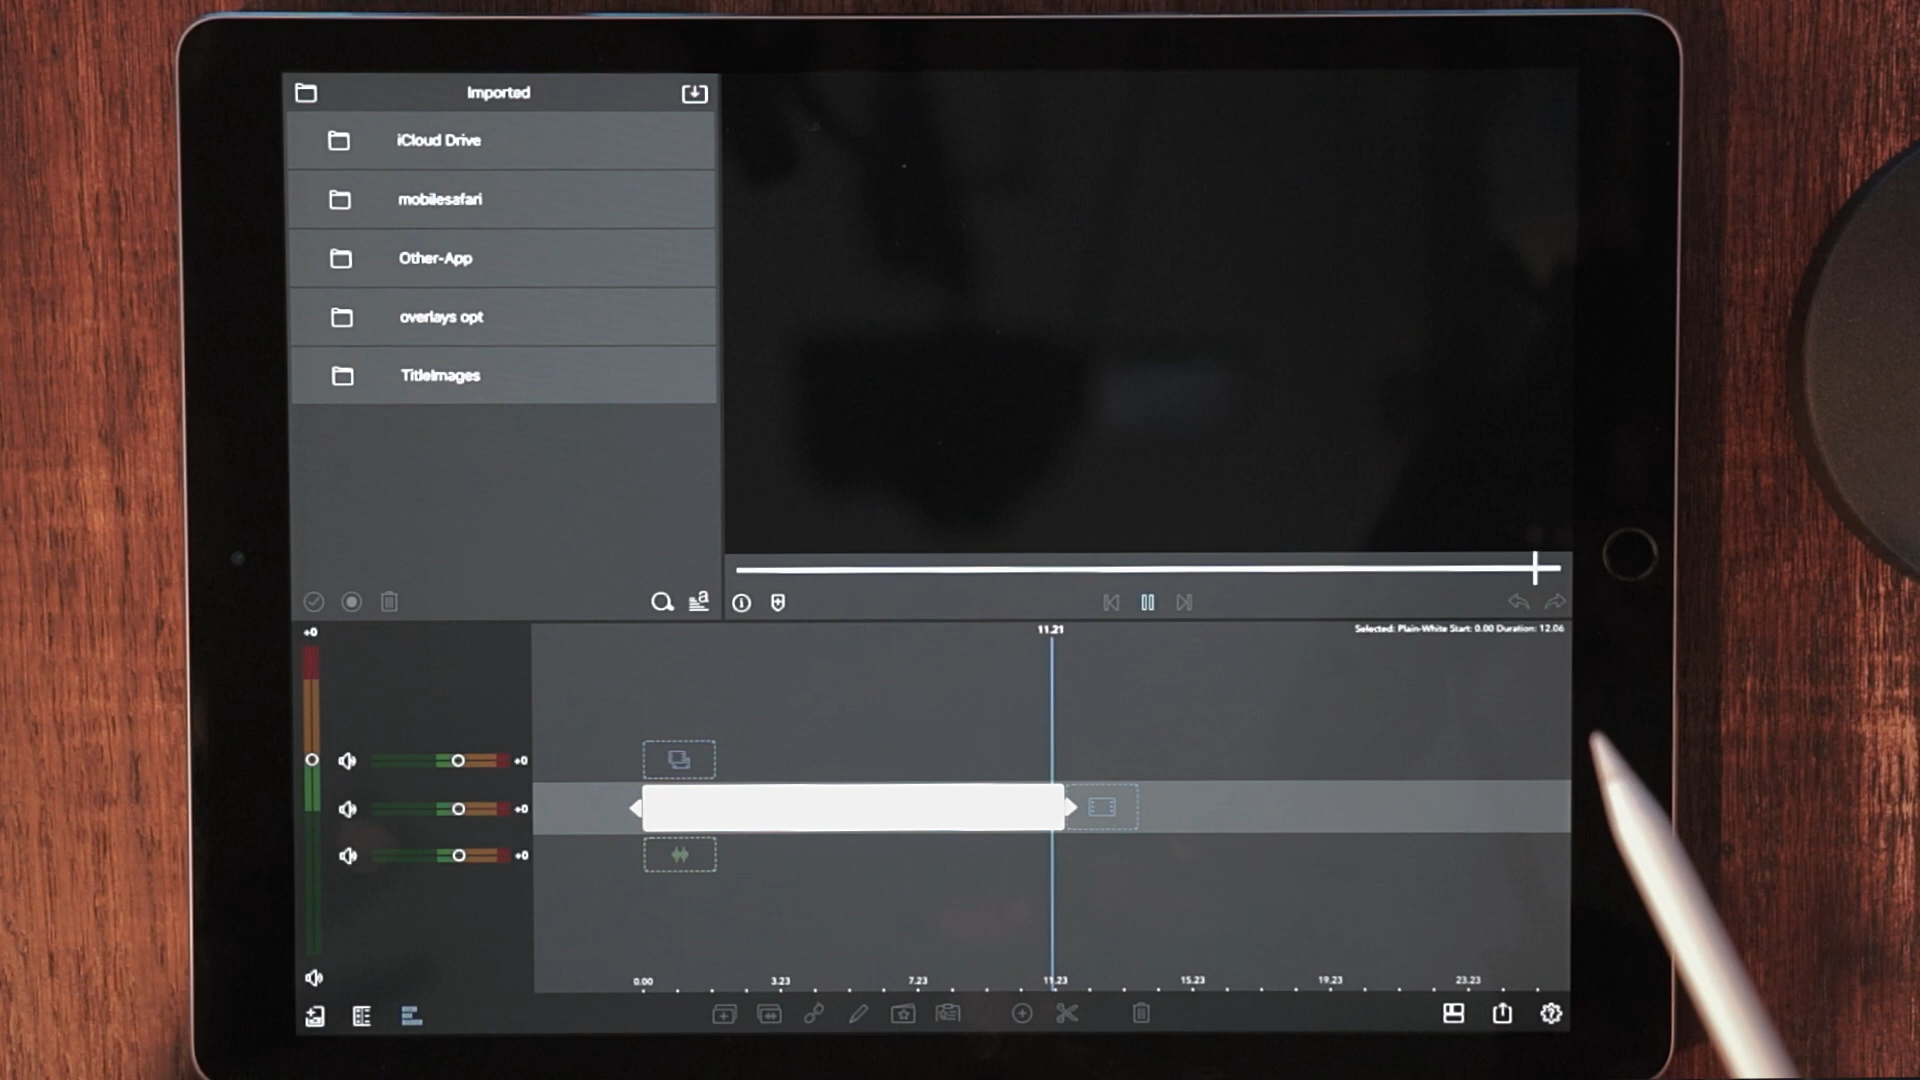 Imported
iCloud Drive
mobilesafari
Other-App
overlays opt
TitleImages
a
+0
11.21
Selected: Plain-White Start: 0.00 Duration: 12.06
+0
+0
+0
0.00 3.23 7.23 11.23 15.23 19.23 23.23